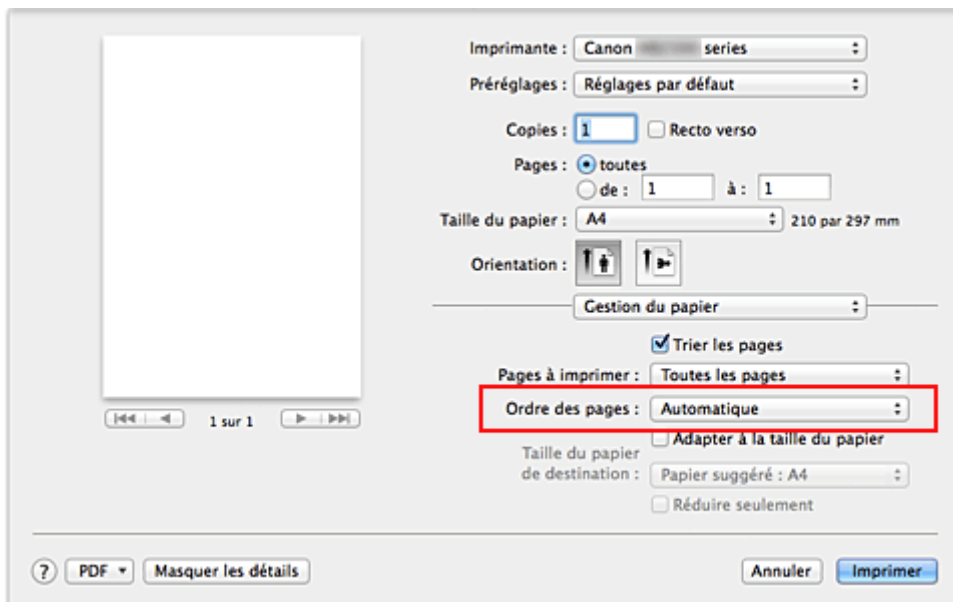 Imprimante : Canon series
Préréglages : Réglages par défaut
Copies : 1 Recto verso
Pages : toutes
de : 1 à : 1
Taille du papier : A4 210 par 297 mm
Orientation :
Gestion du papier
Trier les pages
Pages à imprimer : Toutes les pages
Ordre des pages : Automatique
1 sur 1
Adapter à la taille du papier
Taille du papier
de destination : Papier suggéré : A4
Réduire seulement
? PDF Masquer les détails Annuler Imprimer